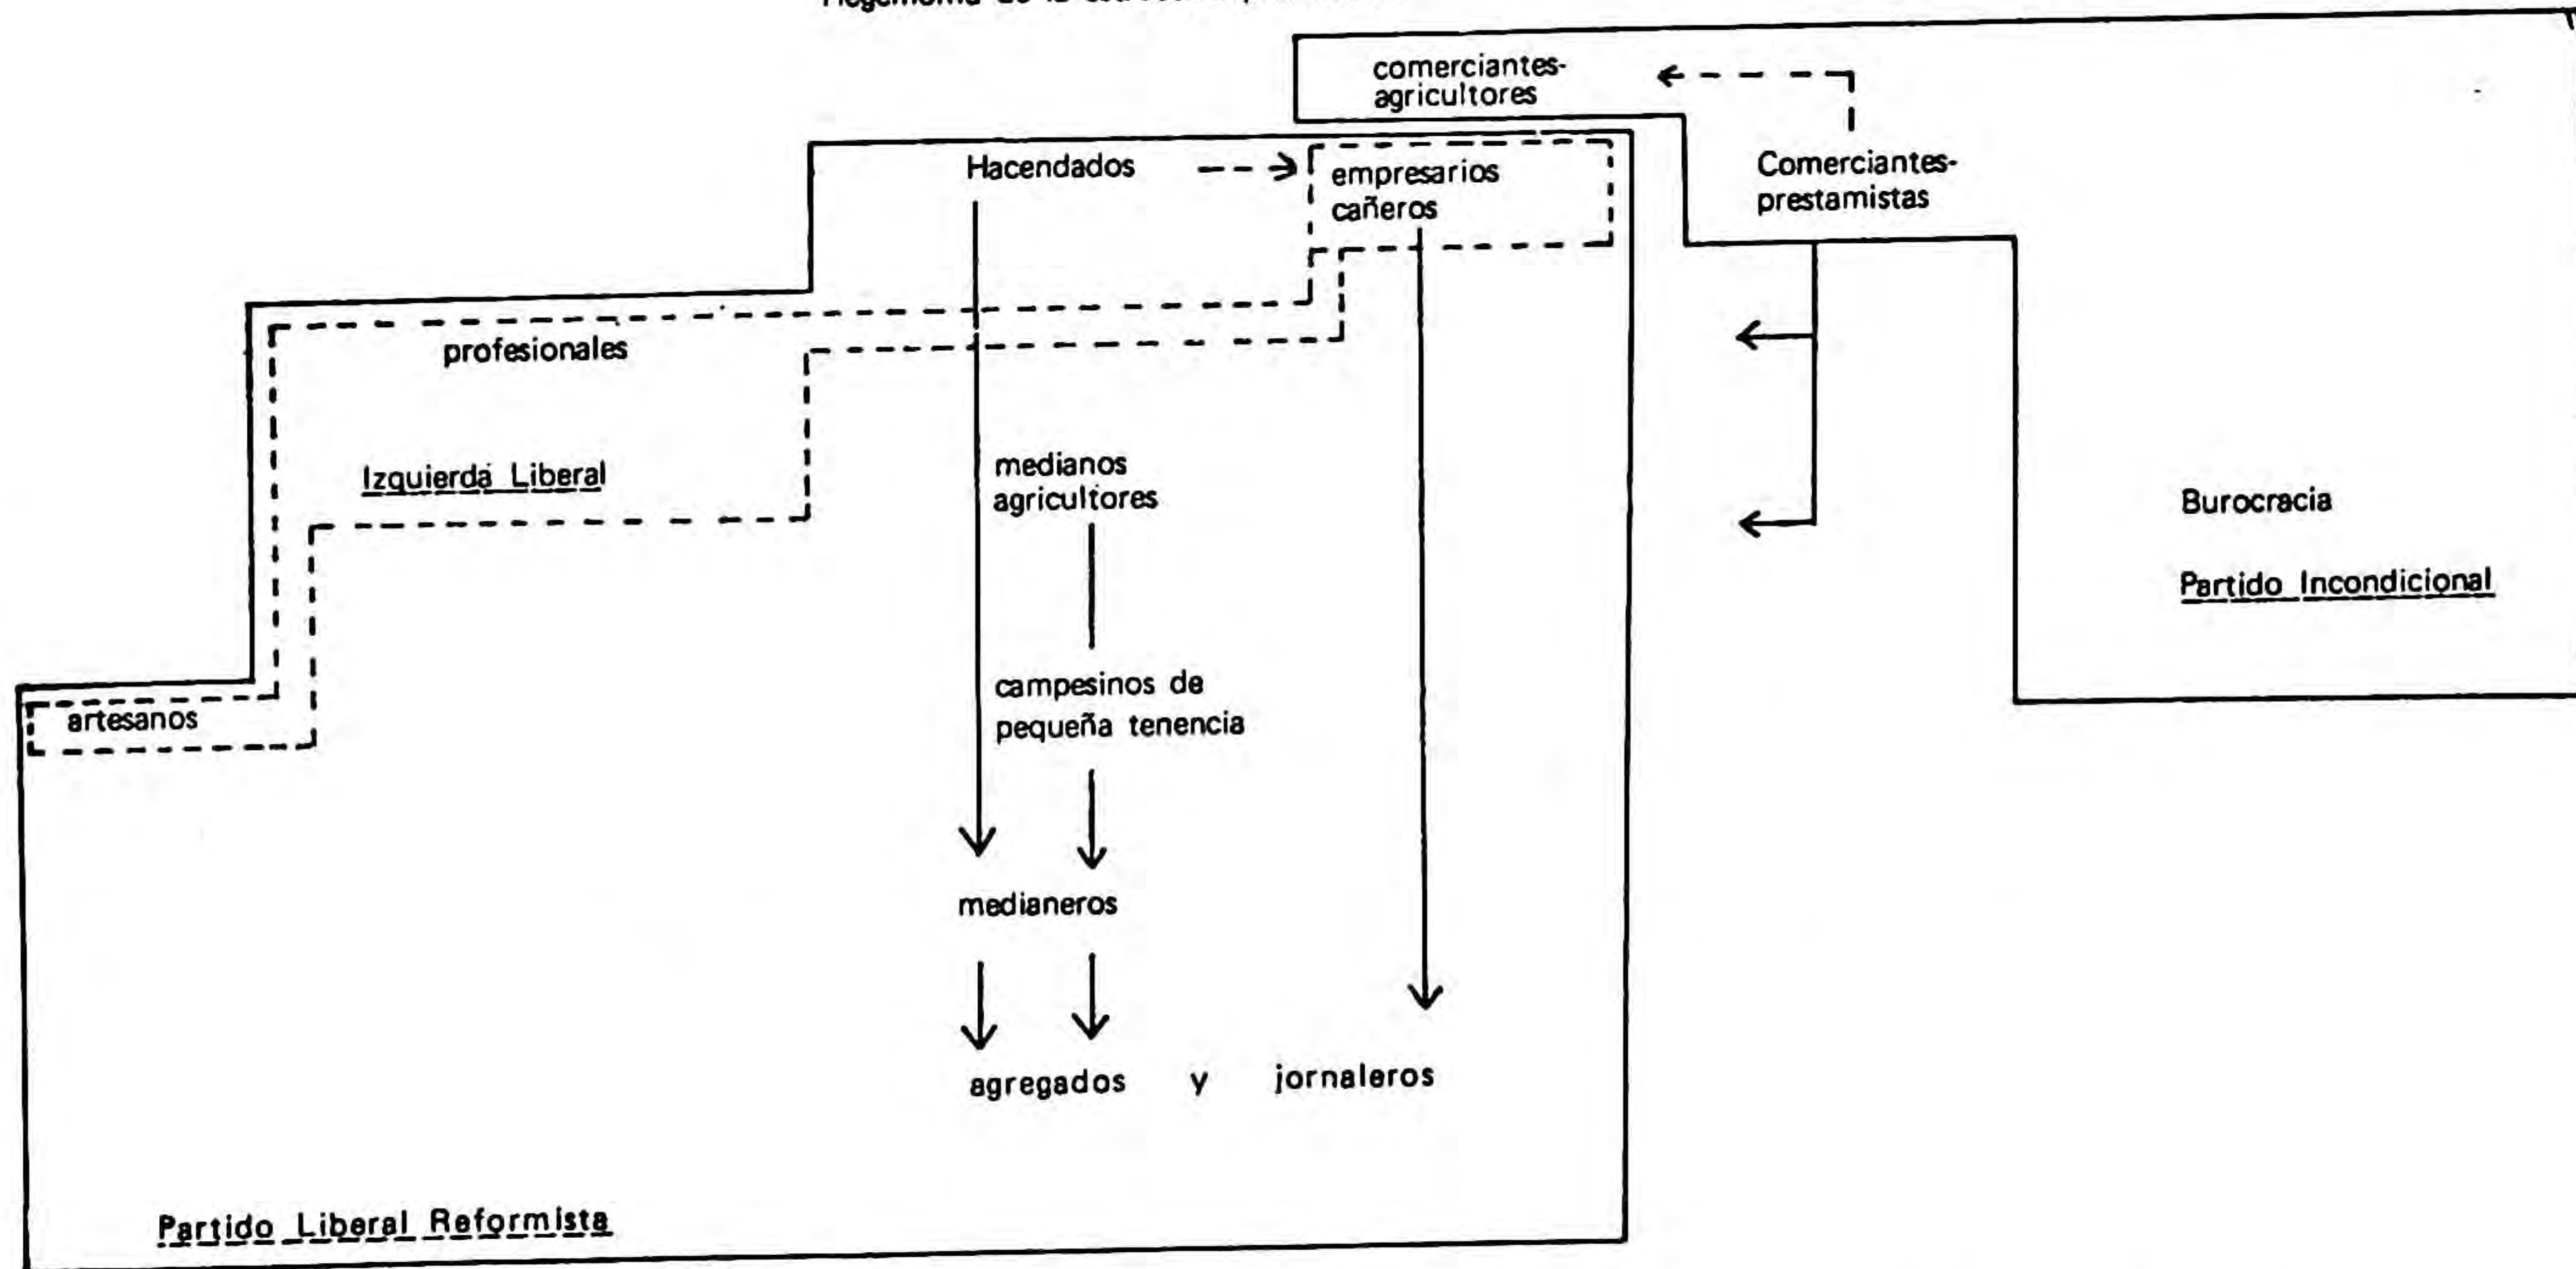 comerciantes-
agricultores
Hacendados
empresarios
cañeros
Comerciantes-
prestamistas
profesionales
Izquierda Liberal
medianos
agricultores
Burocracia
Partido Incondicional
campesinos de
pequeña tenencia
artesanos
medianeros
agregados y jornaleros
Partido Liberal Reformista